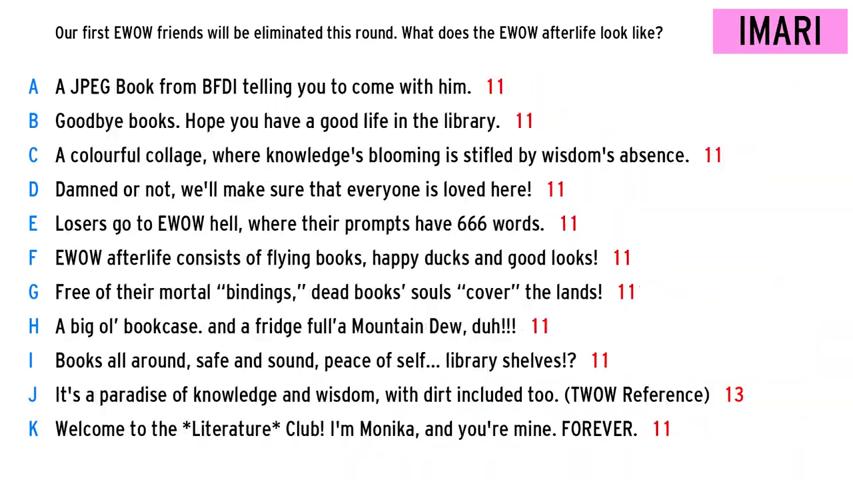 Our first EWOW friends will be eliminated this round. What does the EWOW afterlife look like?
IMARI
A A JPEG Book from BFDI telling you to come with him. 11
B Goodbye books. Hope you have a good life in the library. 11
C A colourful collage, where knowledge's blooming is stifled by wisdom's absence. 11
D Damned or not, we'll make sure that everyone is loved here! 11
E Losers go to EWOW hell, where their prompts have 666 words. 11
F EWOW afterlife consists of flying books, happy ducks and good looks! 11
G Free of their mortal “bindings,” dead books’ souls “cover” the lands! 11
H A big ol’ bookcase. and a fridge full’a Mountain Dew, duh!!! 11
I Books all around, safe and sound, peace of self... library shelves!? 11
J It's a paradise of knowledge and wisdom, with dirt included too. (TWOW Reference) 13
K Welcome to the *Literature* Club! I'm Monika, and you're mine. FOREVER. 11